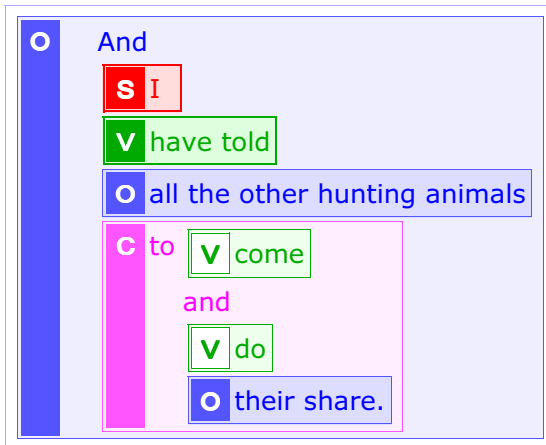 O And
S I
V have told
O all the other hunting animals
C to V come
and
V do
O their share.